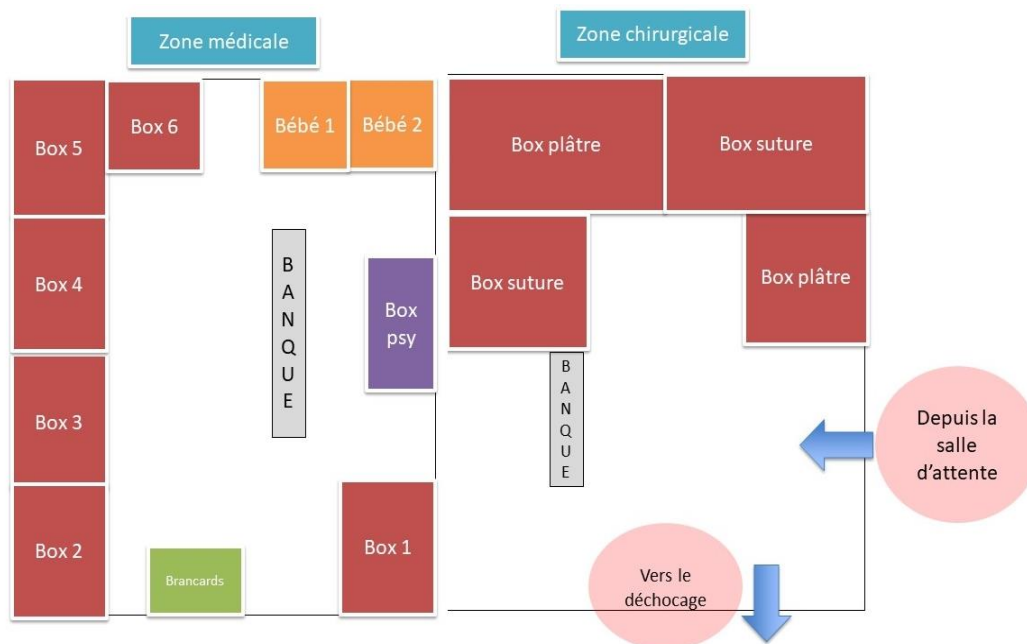 Zone médicale
Zone chirurgicale
Box 5
Box 6
Bébé 1
Bébé 2
Box 4
BANQUE
Box
psy
Box 3
Box 2
Brancards
Box 1
Box plâtre
Box suture
Box suture
Box plâtre
BANQUE
Depuis la
salle
d’attente
Vers le
déchocage